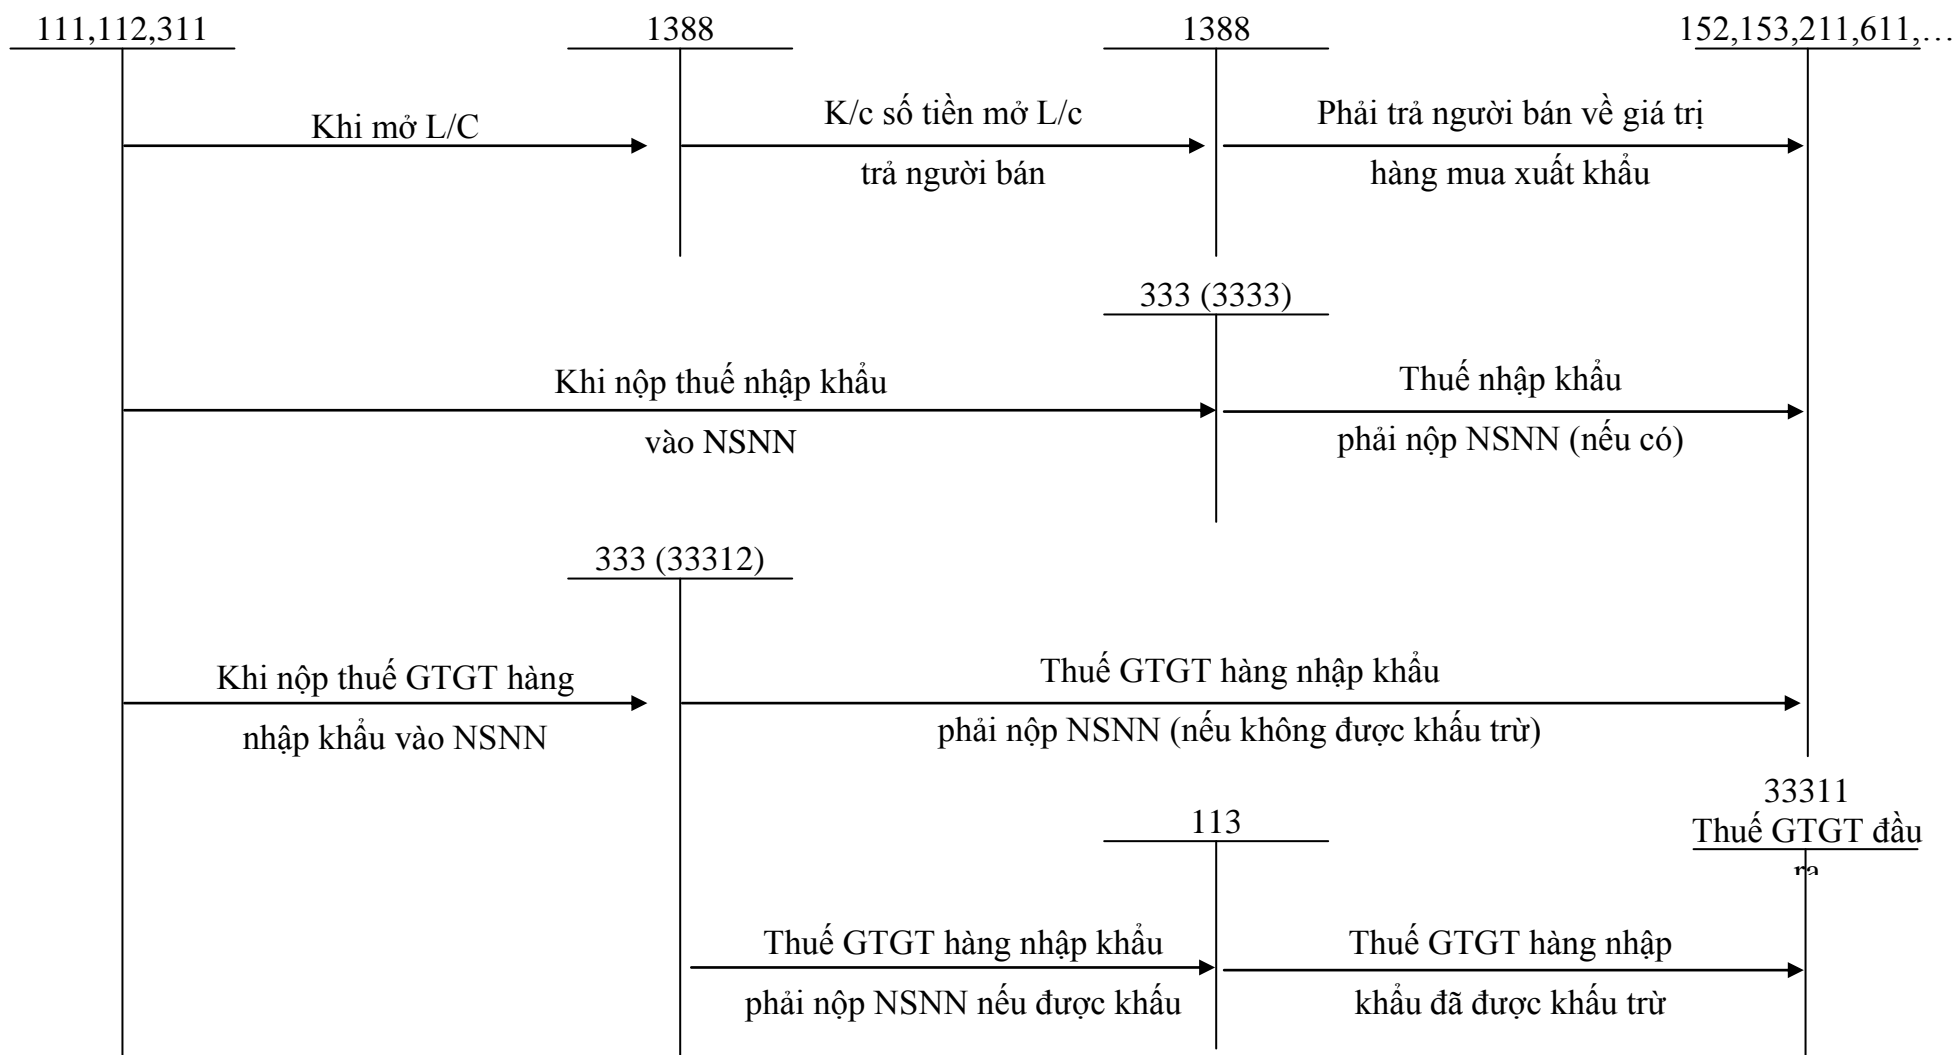 111,112,311
1388
1388
152,153,211,611,…
Khi mở L/C
K/c số tiền mở L/c
trả người bán
Phải trả người bán về giá trị
hàng mua xuất khẩu
333 (3333)
Khi nộp thuế nhập khẩu
vào NSNN
Thuế nhập khẩu
phải nộp NSNN (nếu có)
333 (33312)
Khi nộp thuế GTGT hàng
nhập khẩu vào NSNN
Thuế GTGT hàng nhập khẩu
phải nộp NSNN (nếu không được khấu trừ)
113
33311
Thuế GTGT đầu
ra
Thuế GTGT hàng nhập khẩu
phải nộp NSNN nếu được khấu
Thuế GTGT hàng nhập
khẩu đã được khấu trừ